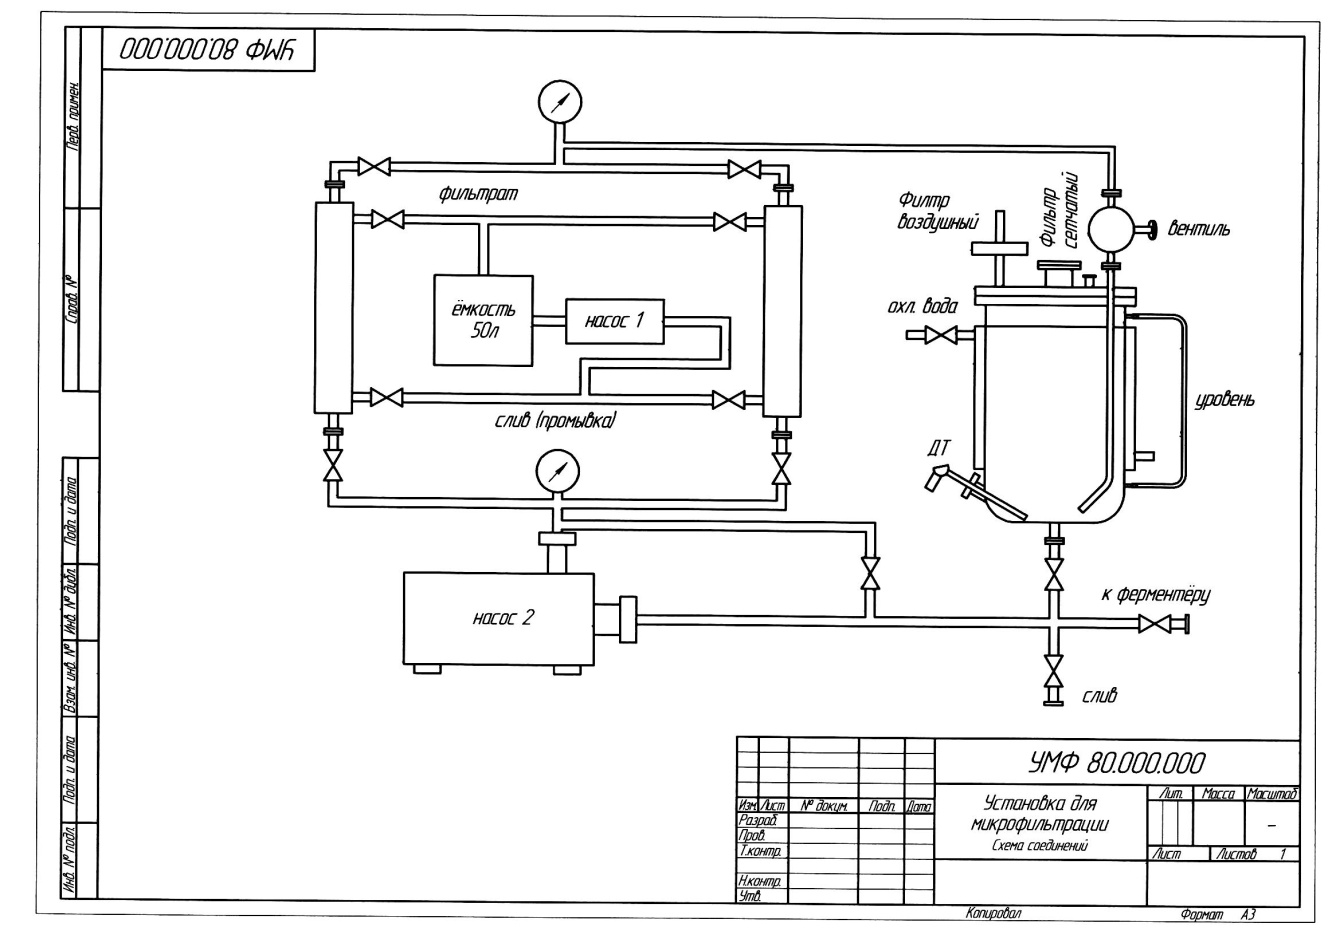 УМФ 80.000.000
Перв. примен.
Справ. №
Подп. и дата
Инв. № дубл.
Взам. инв. №
Подп. и дата
Инв. № подл.
фильтрат
ёмкость
50л
насос 1
слив (промывка)
насос 2
Филтр
воздушный
Фильтр
сетчатый
вентиль
охл. вода
уровень
ДТ
к ферментёру
слив
УМФ 80.000.000
Изм. Лист № докум. Подп. Дата
Разраб.
Пров.
Т.контр.
Н.контр.
Утв.
Установка для
микрофильтрации
Схема соединений
Лит. Масса Масштаб
–
Лист Листов 1
Копировал Формат А3